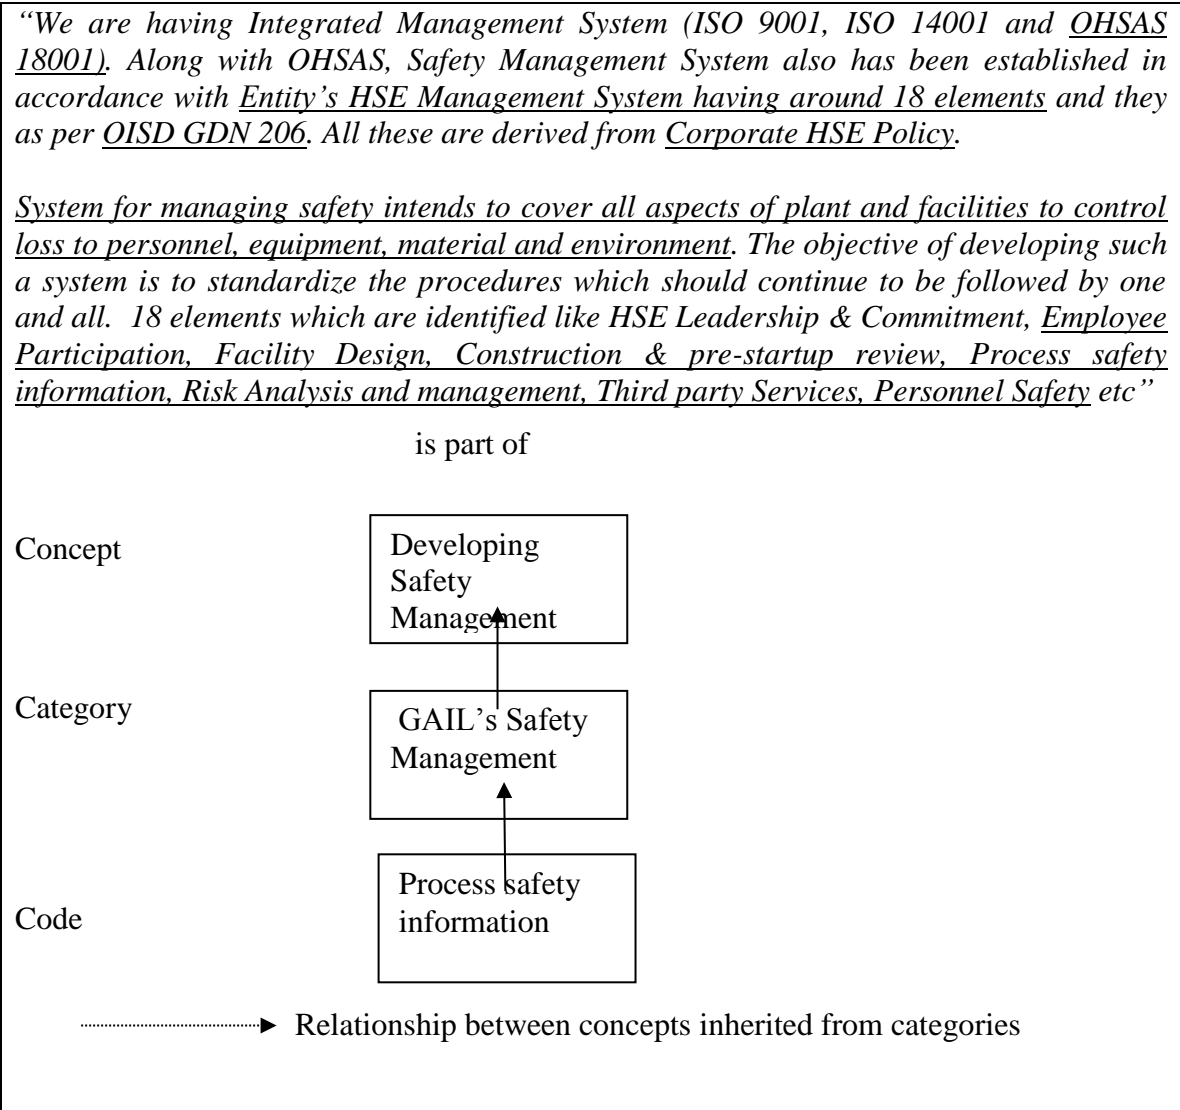 “We are having Integrated Management System (ISO 9001, ISO 14001 and OHSAS
18001). Along with OHSAS, Safety Management System also has been established in
accordance with Entity’s HSE Management System having around 18 elements and they
as per OISD GDN 206. All these are derived from Corporate HSE Policy.
System for managing safety intends to cover all aspects of plant and facilities to control
loss to personnel, equipment, material and environment. The objective of developing such
a system is to standardize the procedures which should continue to be followed by one
and all. 18 elements which are identified like HSE Leadership & Commitment, Employee
Participation, Facility Design, Construction & pre-startup review, Process safety
information, Risk Analysis and management, Third party Services, Personnel Safety etc”
is part of
Concept
Developing
Safety
Management
Category
GAIL’s Safety
Management
Code
Process safety
information
Relationship between concepts inherited from categories